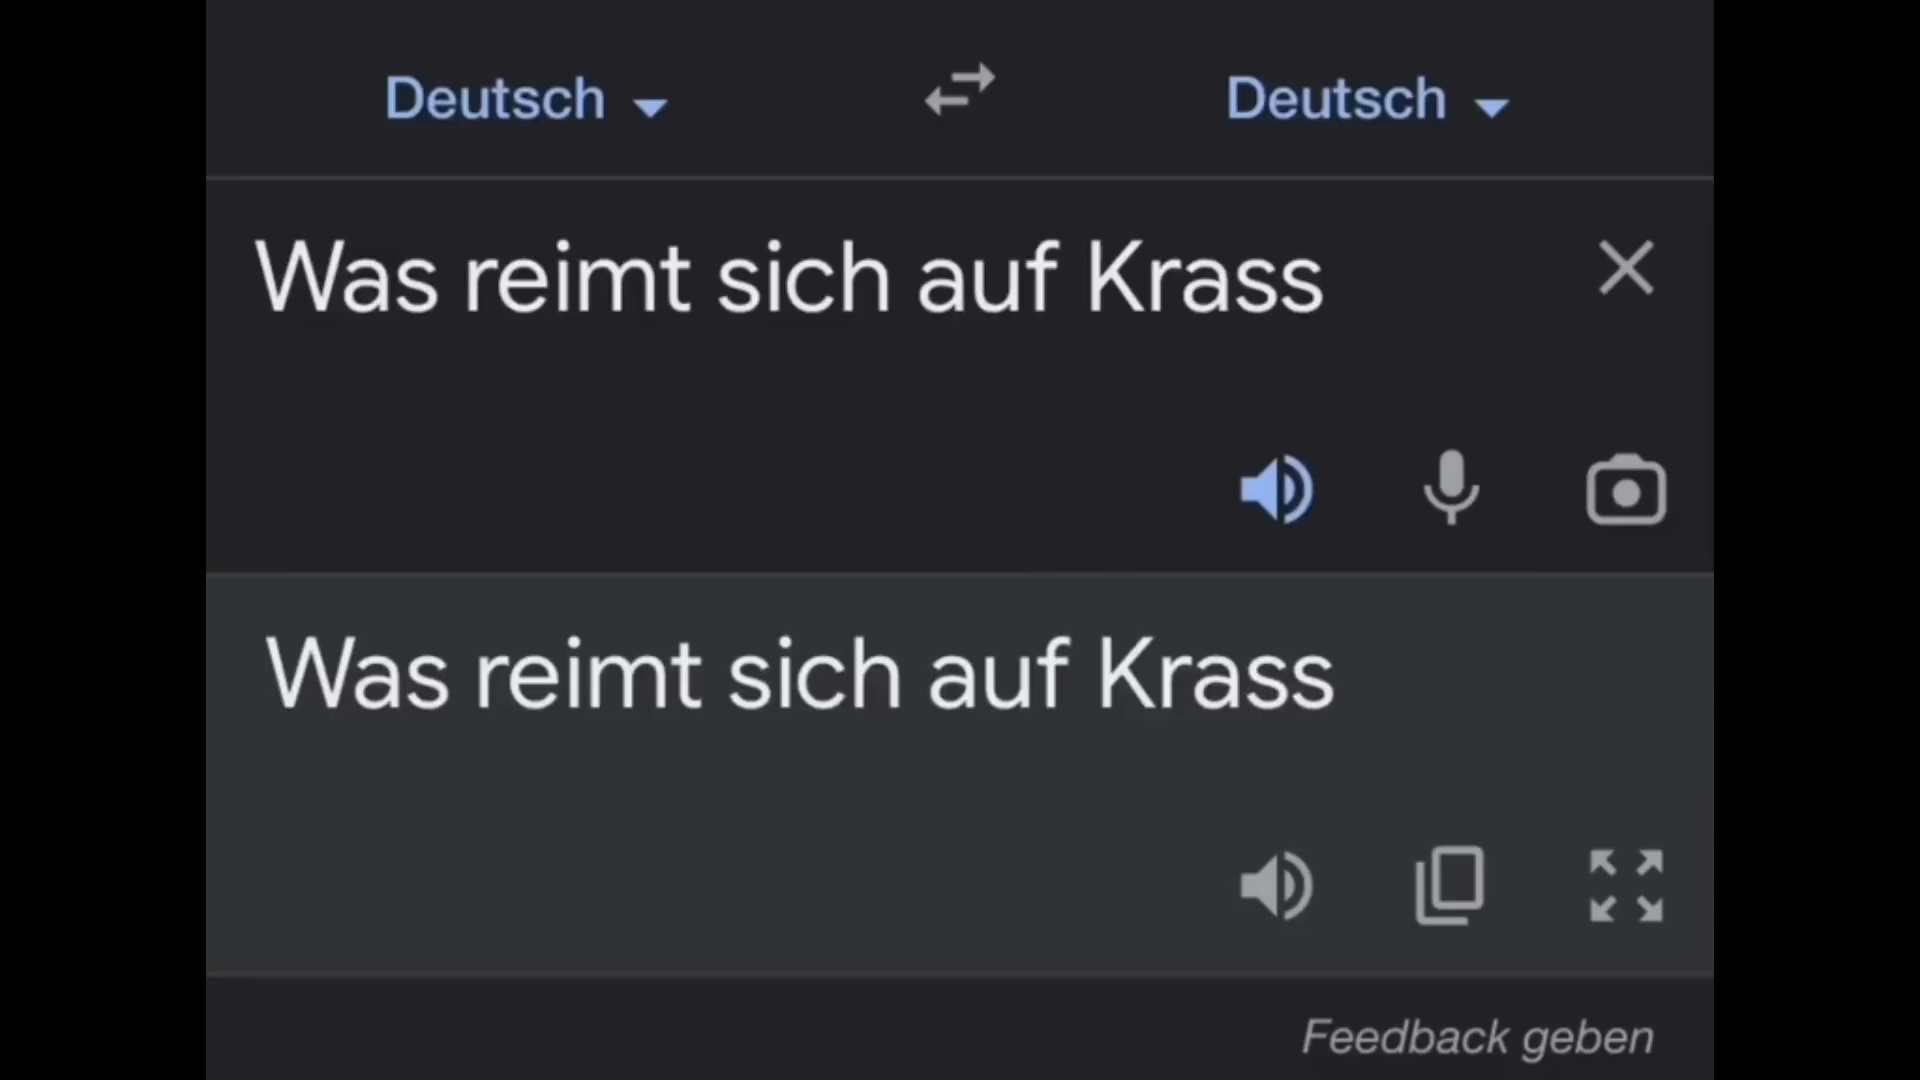 Deutsch Deutsch
Was reimt sich auf Krass
Was reimt sich auf Krass
Feedback geben